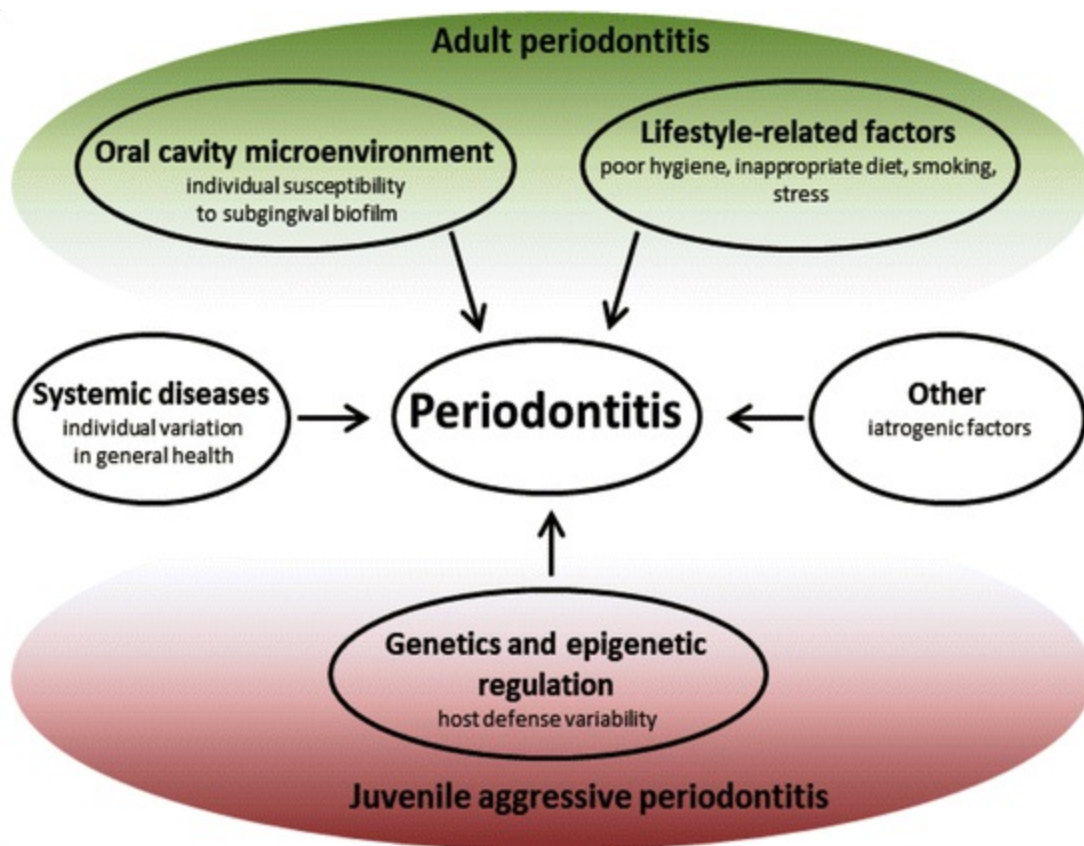 Adult periodontitis
Oral cavity microenvironment
individual susceptibility
to subgingival biofilm
Lifestyle-related factors
poor hygiene, inappropriate diet, smoking,
stress
Systemic diseases
individual variation
in general health
Periodontitis
Other
iatrogenic factors
Genetics and epigenetic
regulation
host defense variability
Juvenile aggressive periodontitis